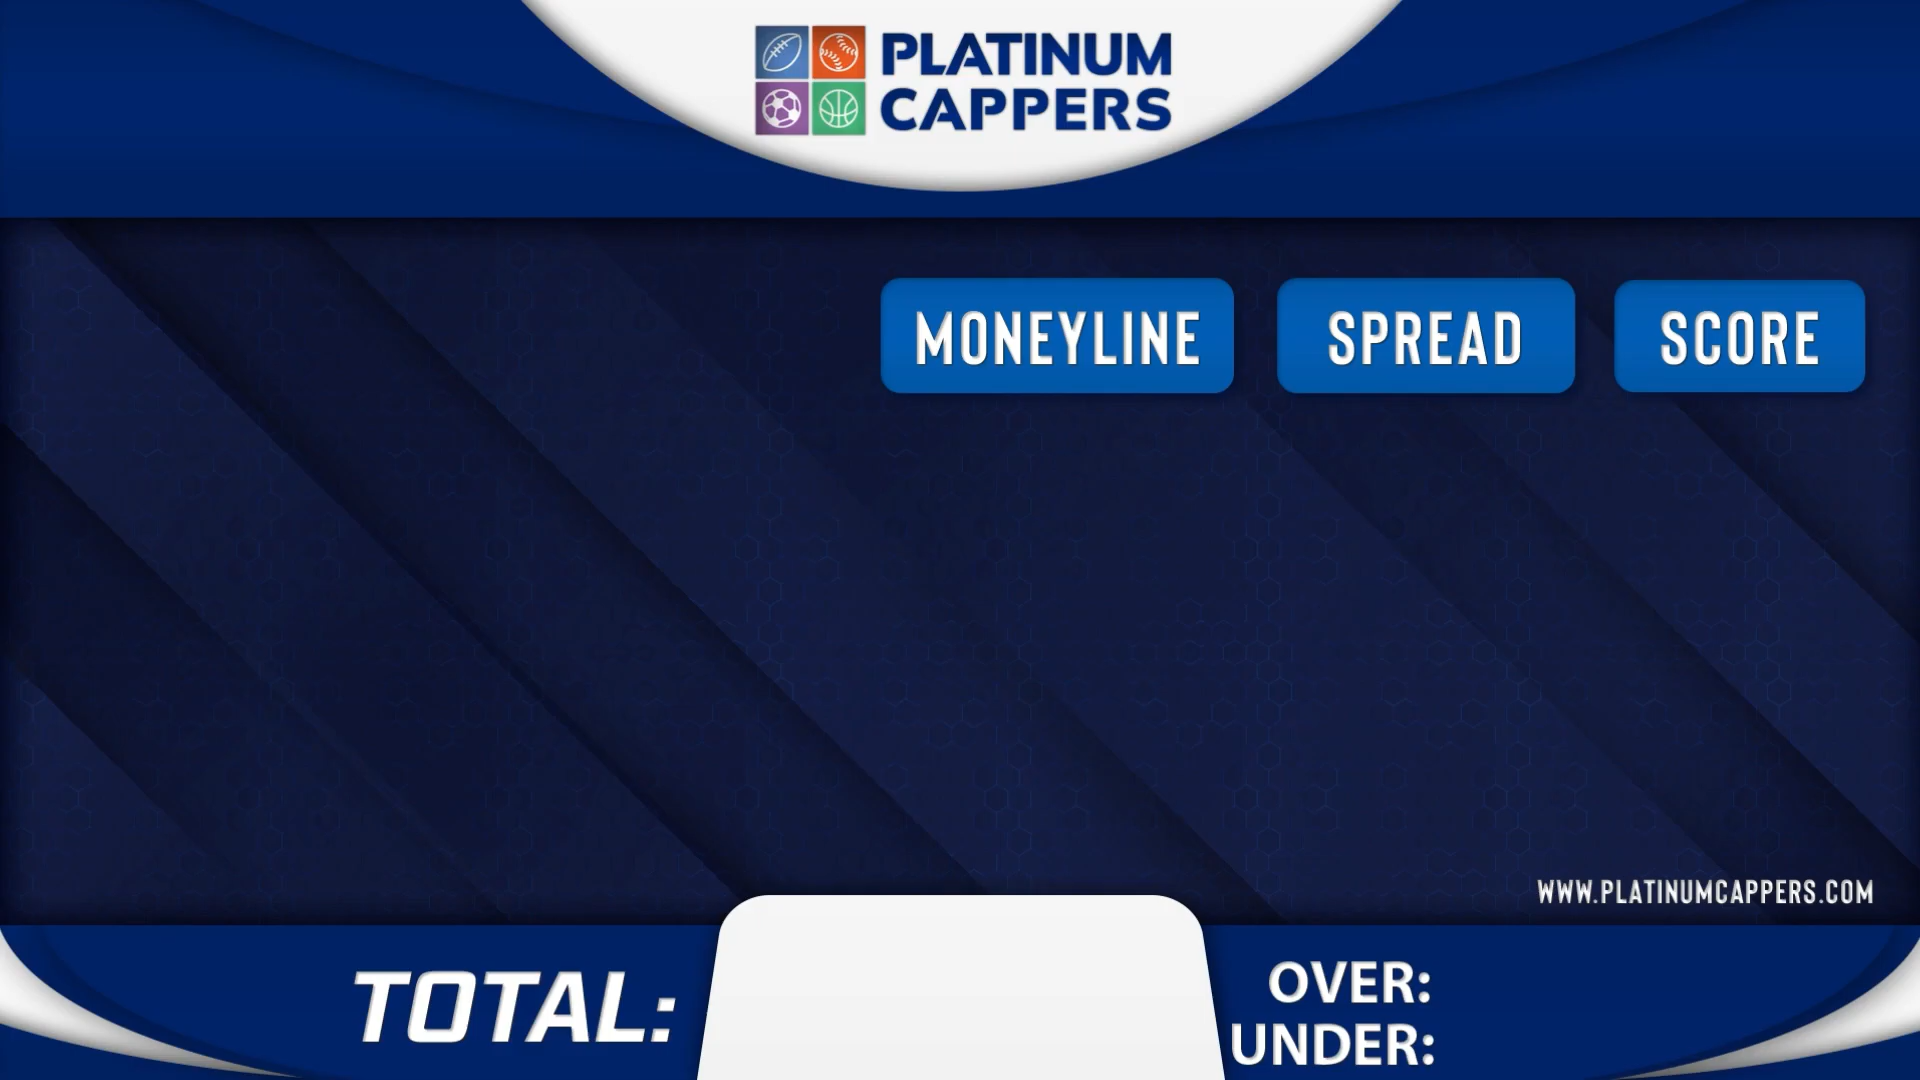 PLATINUM
CAPPERS
MONEYLINE SPREAD SCORE
WWW.PLATINUMCAPPERS.COM
TOTAL:
OVER:
UNDER: